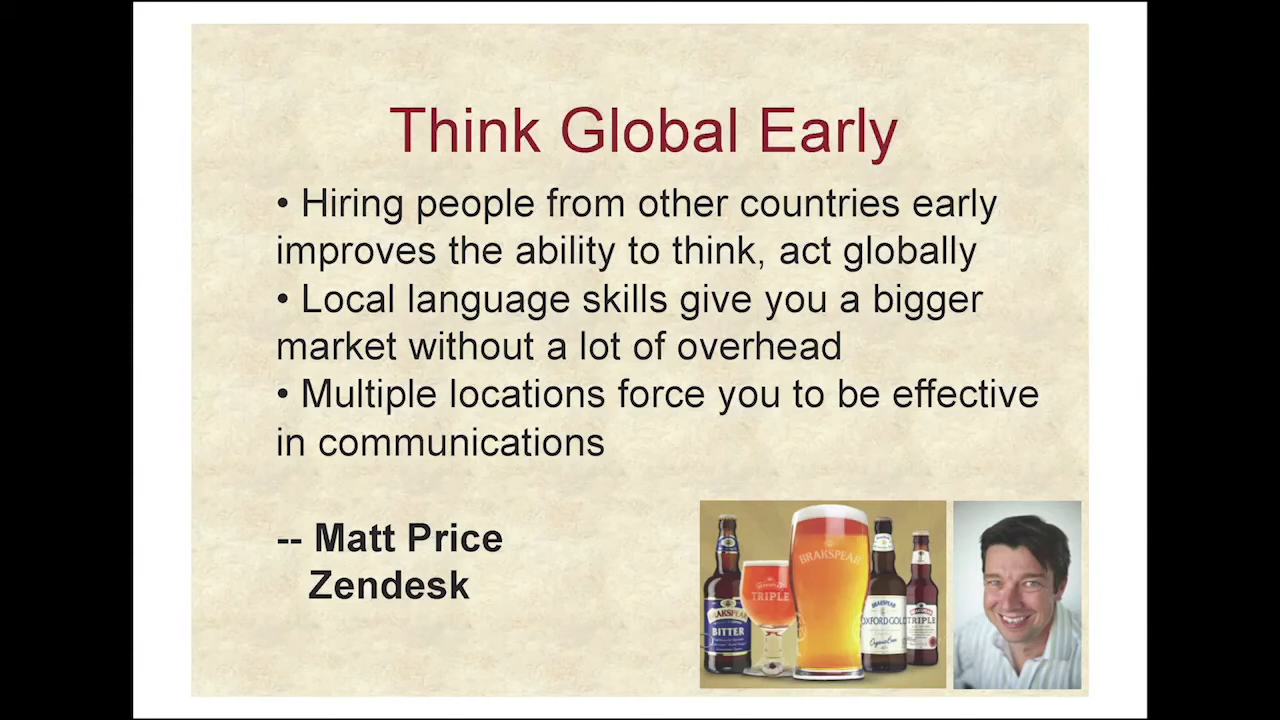 Think Global Early
• Hiring people from other countries early
improves the ability to think, act globally
• Local language skills give you a bigger
market without a lot of overhead
• Multiple locations force you to be effective
in communications
-- Matt Price
Zendesk
BRAKSPEAR
TRIPLE
BRAKSPEAR
BITTER
BRAKSPEAR
OXFORD GOLD
TRIPLE